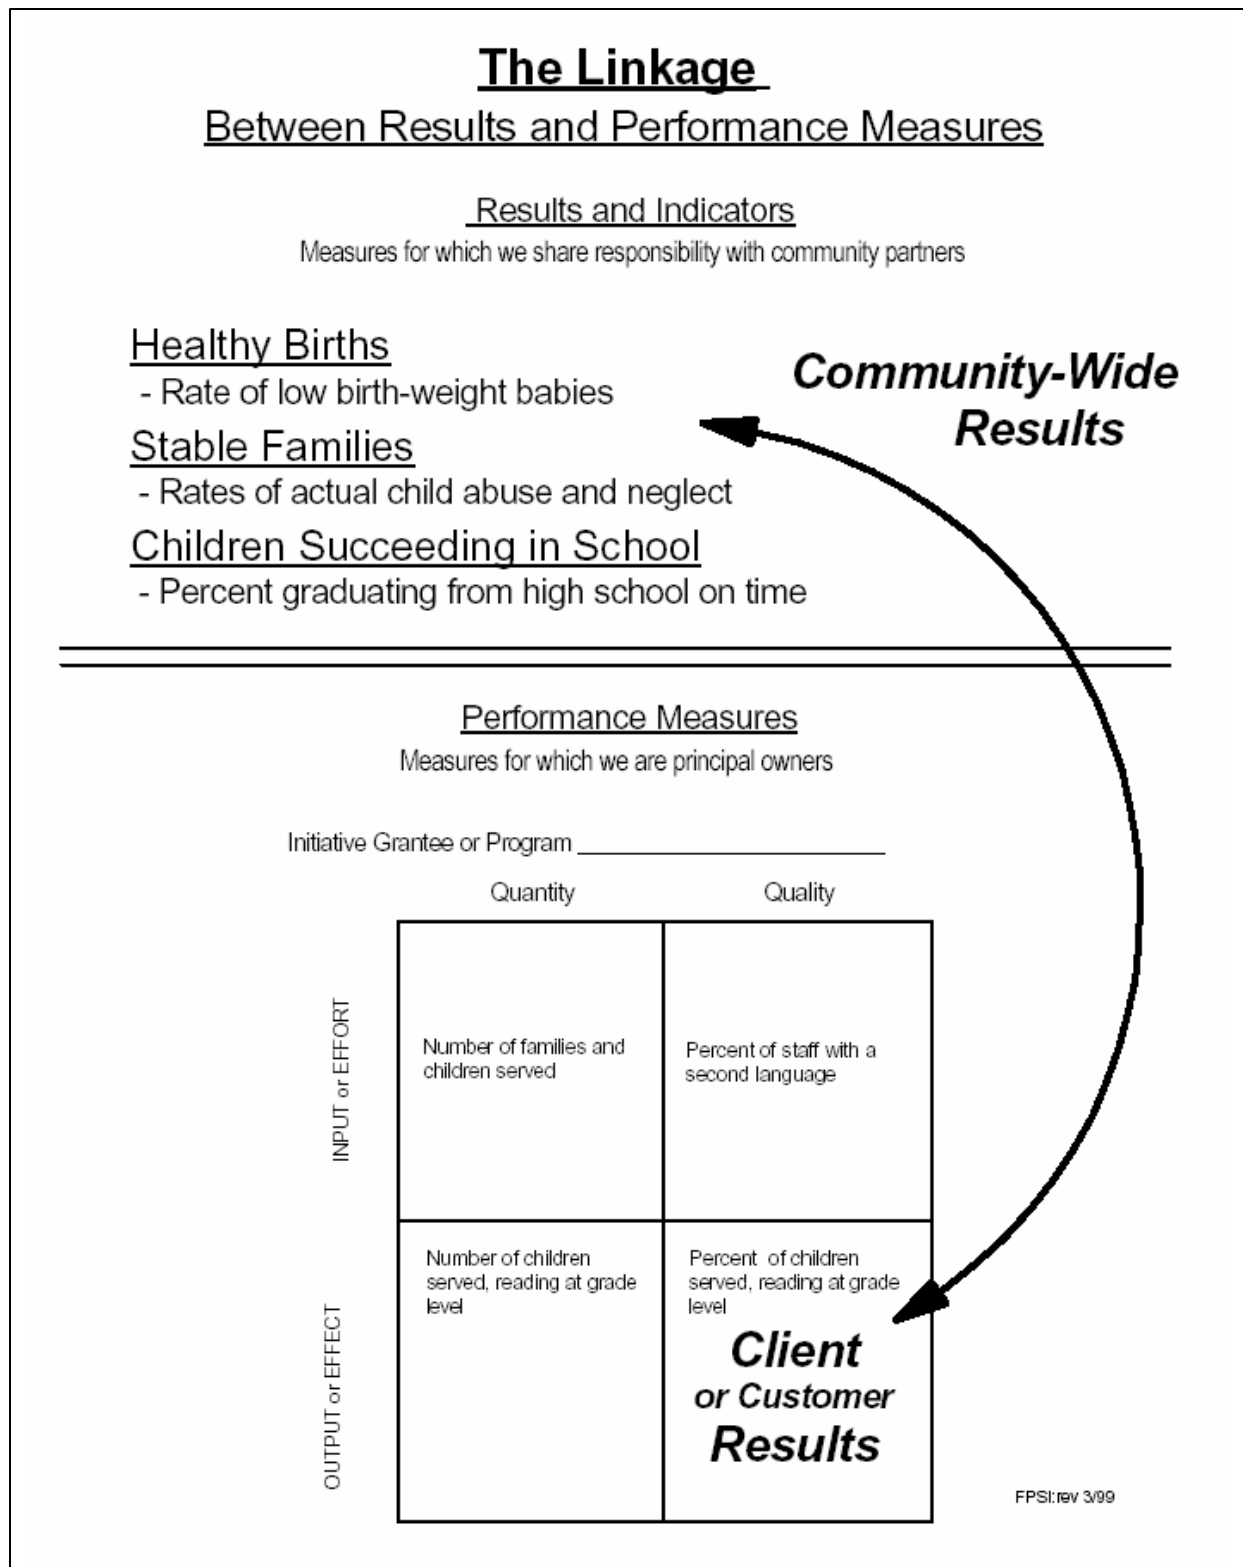 The Linkage
Between Results and Performance Measures
Results and Indicators
Measures for which we share responsibility with community partners
Healthy Births
- Rate of low birth-weight babies
Stable Families
- Rates of actual child abuse and neglect
Children Succeeding in School
- Percent graduating from high school on time
Community-Wide
Results
Performance Measures
Measures for which we are principal owners
Initiative Grantee or Program ______________________
Quantity
Quality
INPUT or EFFORT
Number of families and
children served
Percent of staff with a
second language
OUTPUT or EFFECT
Number of children
served, reading at grade
level
Percent of children
served, reading at grade
level
Client
or Customer
Results
FPSI:rev 3/99